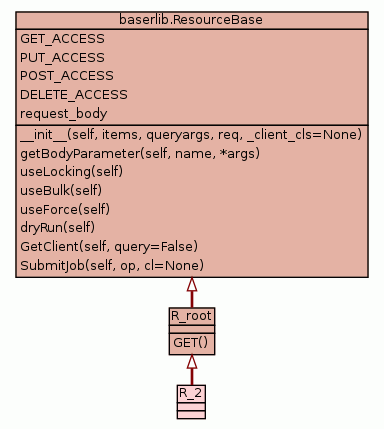 baserlib.ResourceBase
GET_ACCESS
PUT_ACCESS
POST_ACCESS
DELETE_ACCESS
request_body
__init__(self, items, queryargs, req, _client_cls=None)
getBodyParameter(self, name, *args)
useLocking(self)
useBulk(self)
useForce(self)
dryRun(self)
GetClient(self, query=False)
SubmitJob(self, op, cl=None)
R_root
GET()
R_2